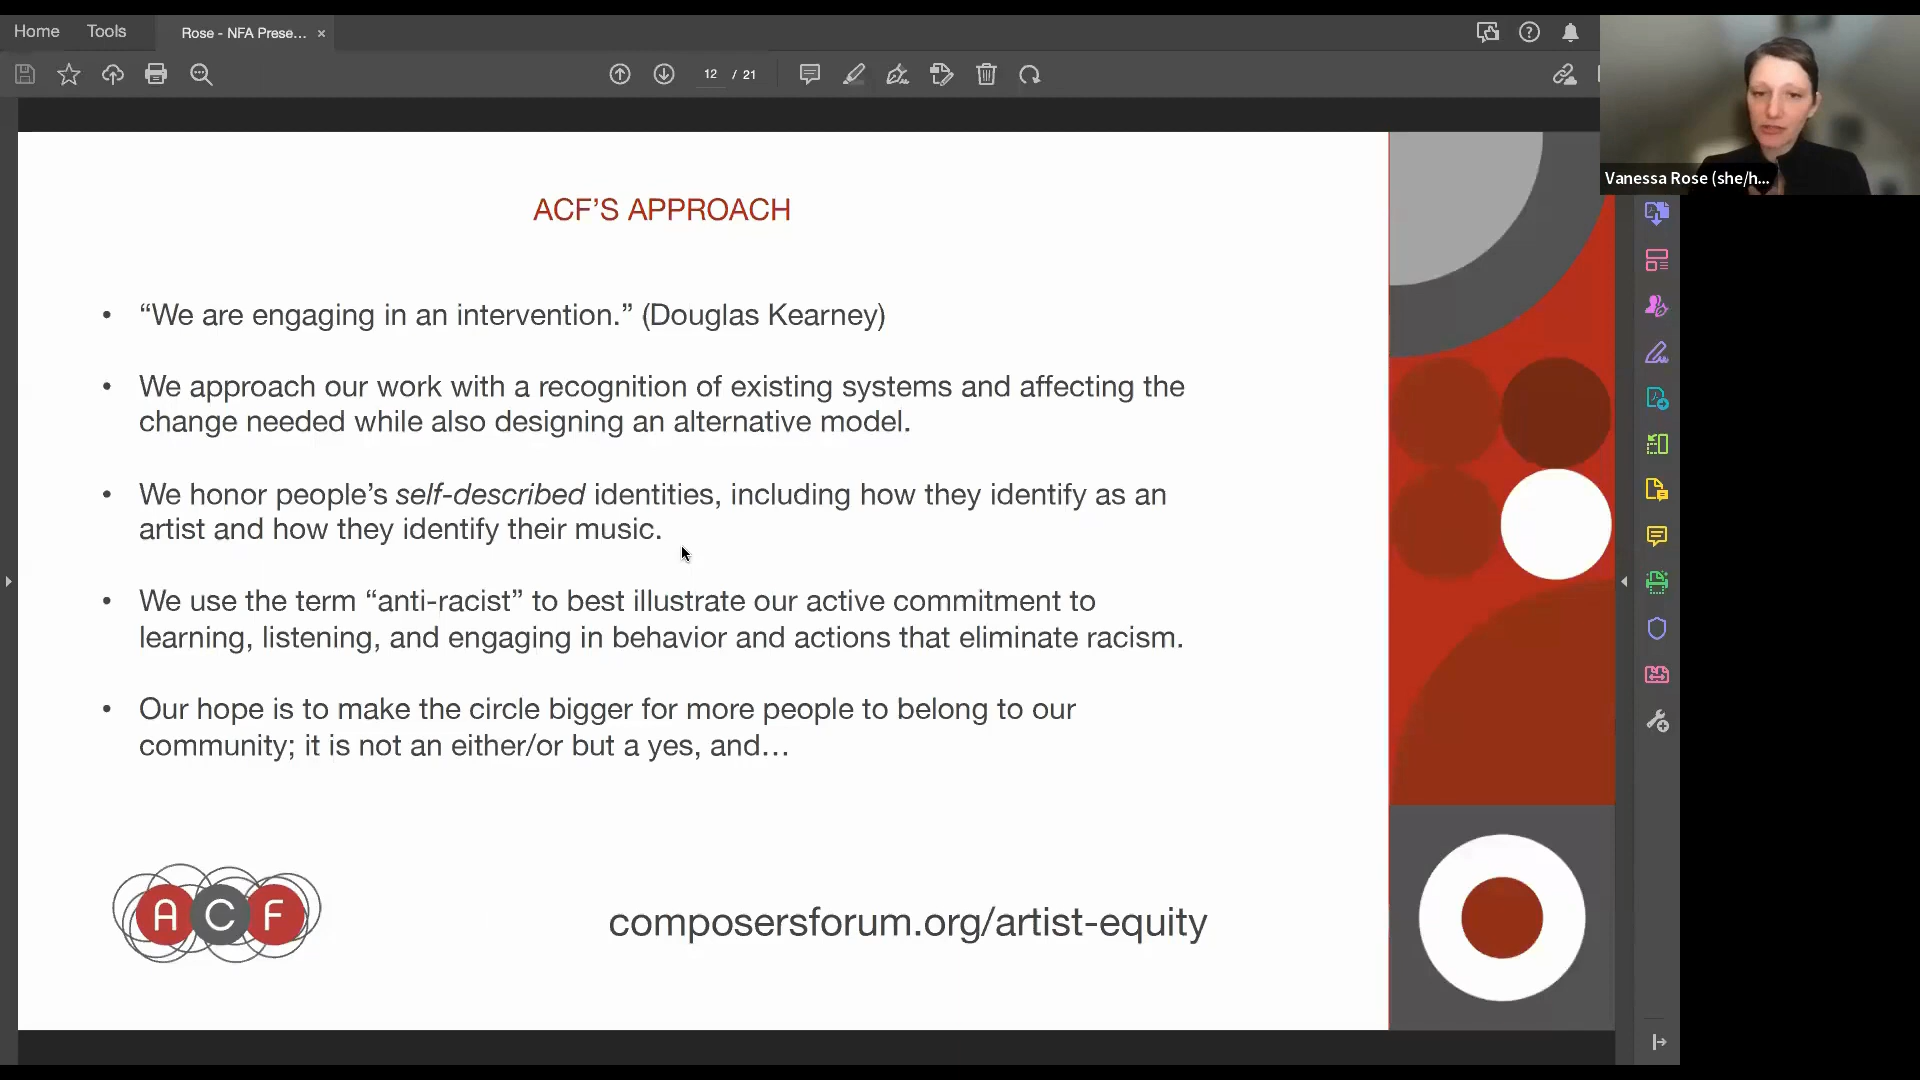 Home
Tools
Rose - NFA Prese... ×
12 / 21
Vanessa Rose (she/h...
ACF’S APPROACH
• “We are engaging in an intervention.” (Douglas Kearney)
• We approach our work with a recognition of existing systems and affecting the
change needed while also designing an alternative model.
• We honor people’s self-described identities, including how they identify as an
artist and how they identify their music.
• We use the term “anti-racist” to best illustrate our active commitment to
learning, listening, and engaging in behavior and actions that eliminate racism.
• Our hope is to make the circle bigger for more people to belong to our
community; it is not an either/or but a yes, and…
ACF
composersforum.org/artist-equity